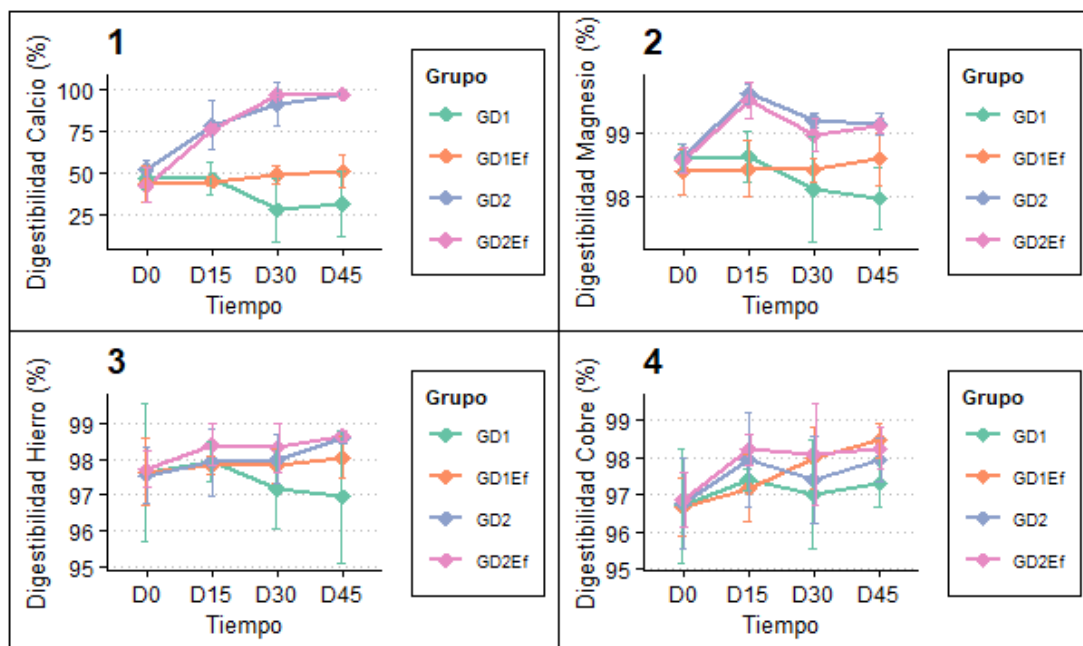 1
Digestibilidad Calcio (%)
100
75
50
25
D0 D15 D30 D45
Tiempo
Grupo
GD1
GD1Ef
GD2
GD2Ef
2
Digestibilidad Magnesio (%)
99
98
D0 D15 D30 D45
Tiempo
Grupo
GD1
GD1Ef
GD2
GD2Ef
3
Digestibilidad Hierro (%)
99
98
97
96
95
D0 D15 D30 D45
Tiempo
Grupo
GD1
GD1Ef
GD2
GD2Ef
4
Digestibilidad Cobre (%)
99
98
97
96
95
D0 D15 D30 D45
Tiempo
Grupo
GD1
GD1Ef
GD2
GD2Ef